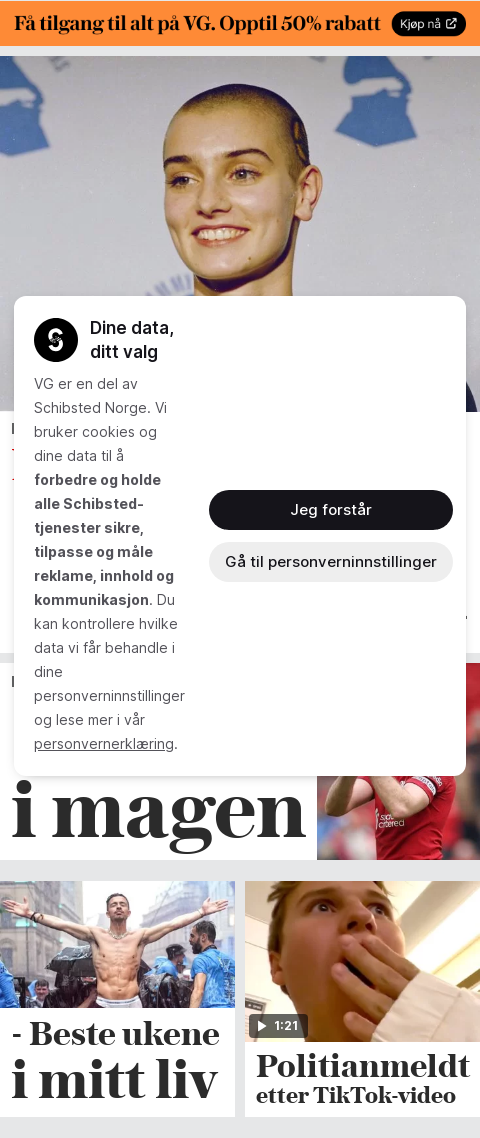 Få tilgang til alt på VG. Opptil 50% rabatt
Kjøp nå
Dine data,
ditt valg
VG er en del av
Schibsted Norge. Vi
bruker cookies og
dine data til å
forbedre og holde
alle Schibsted-
tjenester sikre,
tilpasse og måle
reklame, innhold og
kommunikasjon. Du
kan kontrollere hvilke
data vi får behandle i
dine
personverninnstillinger
og lese mer i vår
personvernerklæring.
Jeg forstår
Gå til personverninnstillinger
i magen
- Beste ukene
i mitt liv
1:21
Politianmeldt
etter TikTok-video